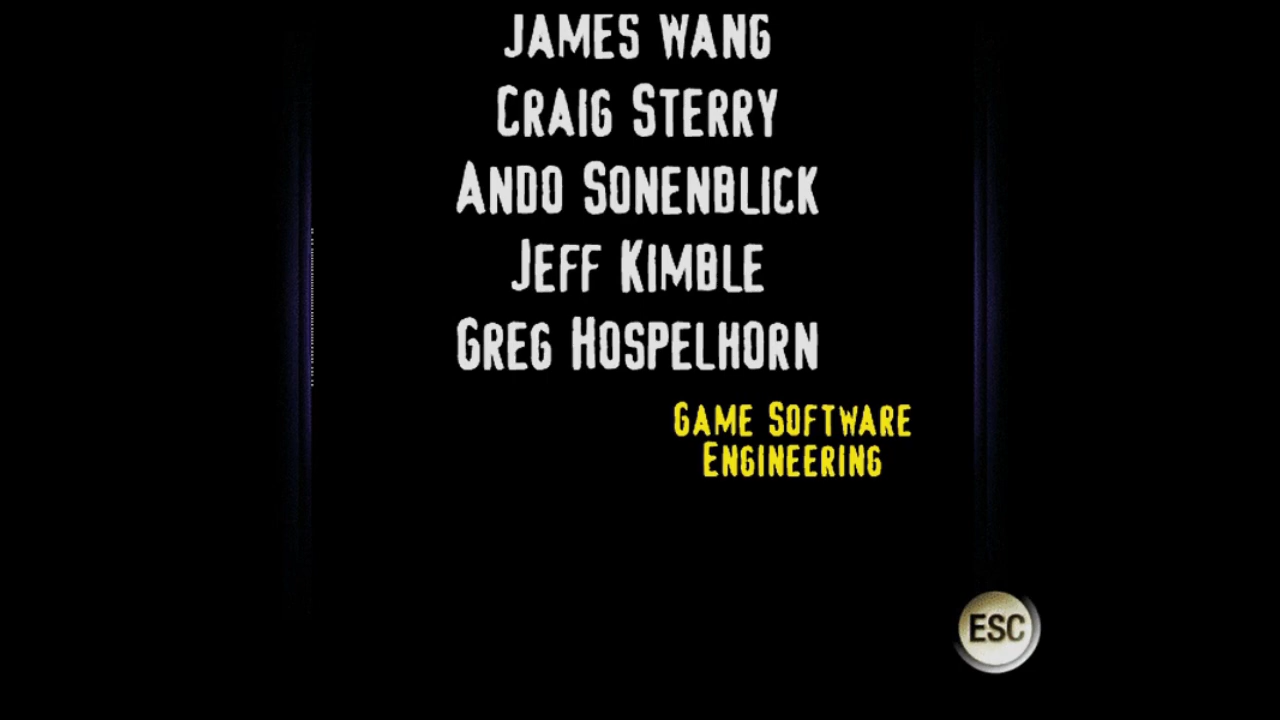 JAMES WANG
CRAIG STERRY
ANDO SONENBLICK
JEFF KIMBLE
GREG HOSPELHORN
GAME SOFTWARE
ENGINEERING
ESC